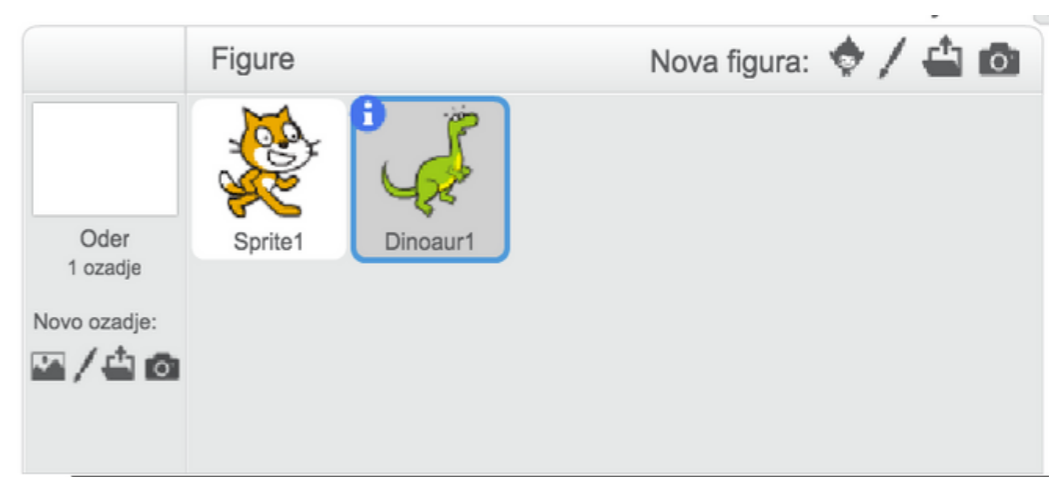 Figure
Nova figura:
Oder
1 ozadje
Novo ozadje:
Sprite1
Dinoaur1